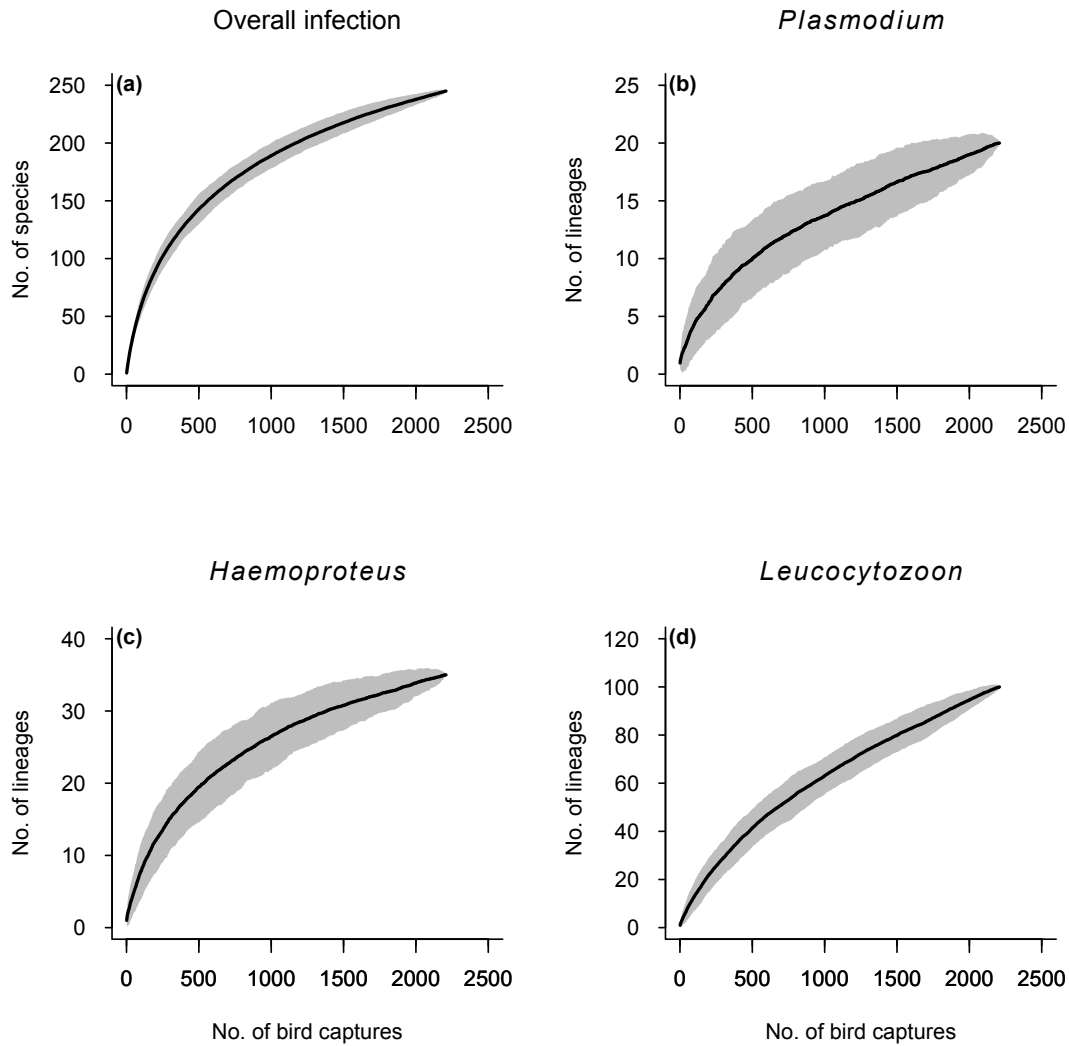 Overall infection
Plasmodium
(a)
250
200
150
100
50
0
No. of species
0 500 1000 1500 2000 2500
(b)
25
20
15
10
5
0
No. of lineages
0 500 1000 1500 2000 2500
Haemoproteus
Leucocytozoon
(c)
40
30
20
10
0
No. of lineages
0 500 1000 1500 2000 2500
No. of bird captures
(d)
120
100
80
60
40
20
0
No. of lineages
0 500 1000 1500 2000 2500
No. of bird captures